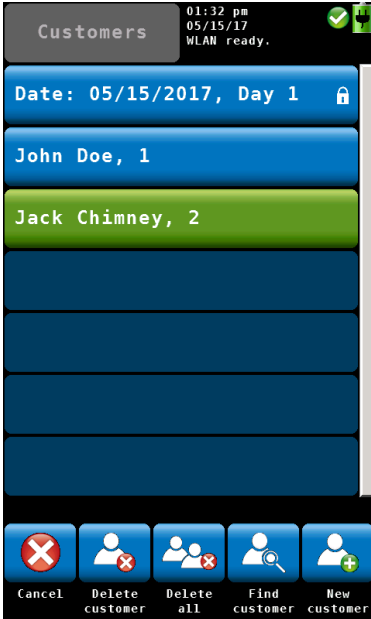 Customers
01:32 pm
05/15/17
WLAN ready.
Date: 05/15/2017, Day 1
John Doe, 1
Jack Chimney, 2
Cancel
Delete
customer
Delete
all
Find
customer
New
customer